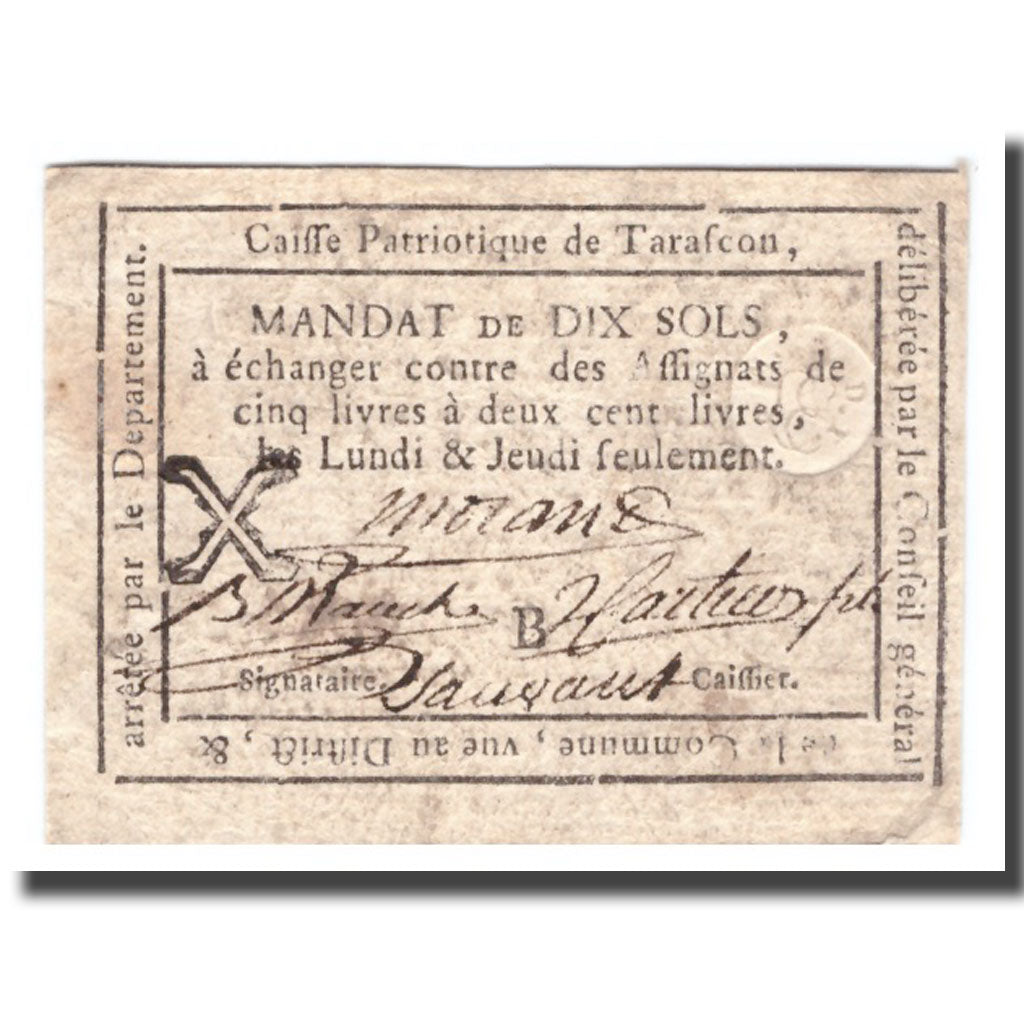 Caiſſe Patriotique de Taraſcon,
délibérée par le Conſeil général
de la Commune, vue au Diſtrict, &
arrêtée par le Departement.
MANDAT DE DIX SOLS,
à échanger contre des Aſſignats de
cinq livres à deux cent livres,
les Lundi & Jeudi ſeulement.
X
B
Signataire.
Caiſſier.